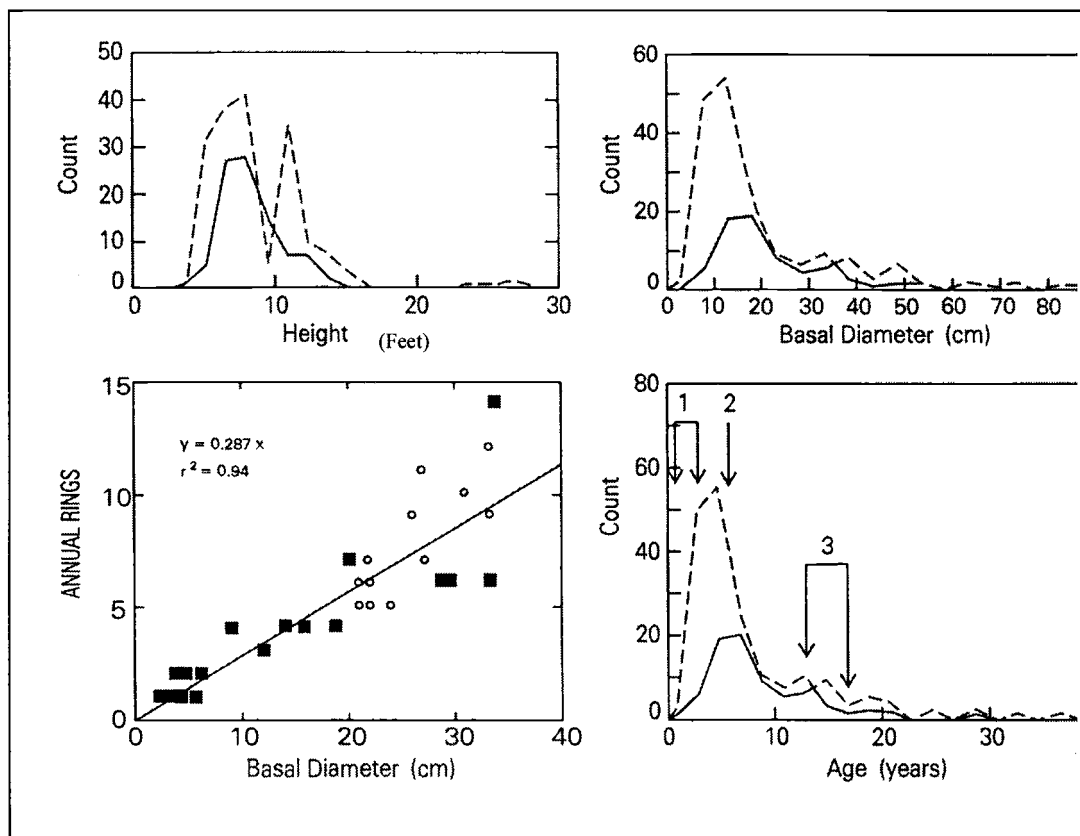 50
40
30
20
10
0
Count
0 10 20 30
Height (Feet)
60
40
20
0
Count
0 10 20 30 40 50 60 70 80
Basal Diameter (cm)
15
10
5
0
ANNUAL RINGS
y = 0.287 x
r² = 0.94
0 10 20 30 40
Basal Diameter (cm)
80
60
40
20
0
Count
1 2
3
0 10 20 30
Age (years)